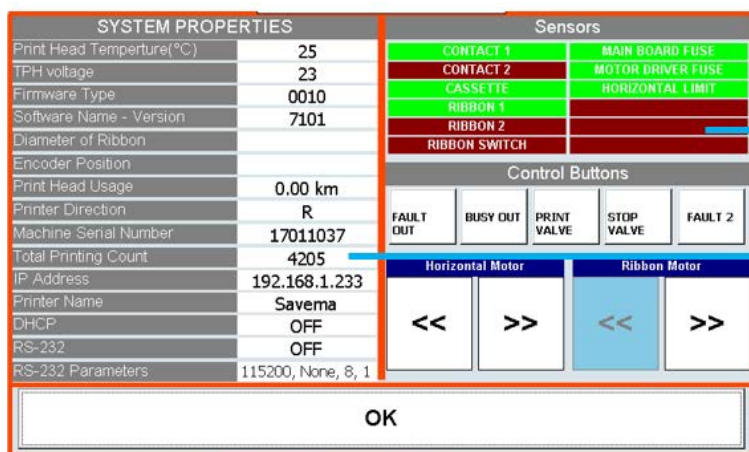 SYSTEM PROPERTIES
Print Head Temperture(°C) 25
TPH voltage 23
Firmware Type 0010
Software Name - Version 7101
Diameter of Ribbon
Encoder Position
Print Head Usage 0.00 km
Printer Direction R
Machine Serial Number 17011037
Total Printing Count 4205
IP Address 192.168.1.233
Printer Name Savema
DHCP OFF
RS-232 OFF
RS-232 Parameters 115200, None, 8, 1
Sensors
CONTACT 1 MAIN BOARD FUSE
CONTACT 2 MOTOR DRIVER FUSE
CASSETTE HORIZONTAL LIMIT
RIBBON 1
RIBBON 2
RIBBON SWITCH
Control Buttons
FAULT OUT BUSY OUT PRINT VALVE STOP VALVE FAULT 2
Horizontal Motor Ribbon Motor
<< >> << >>
OK